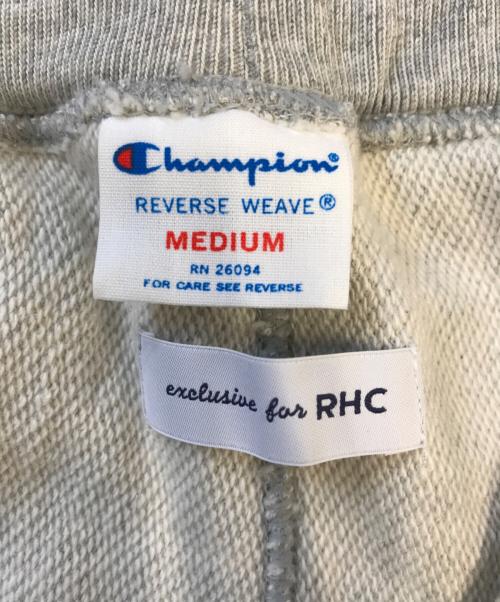 Champion®
REVERSE WEAVE®
MEDIUM
RN 26094
FOR CARE SEE REVERSE
exclusive for RHC